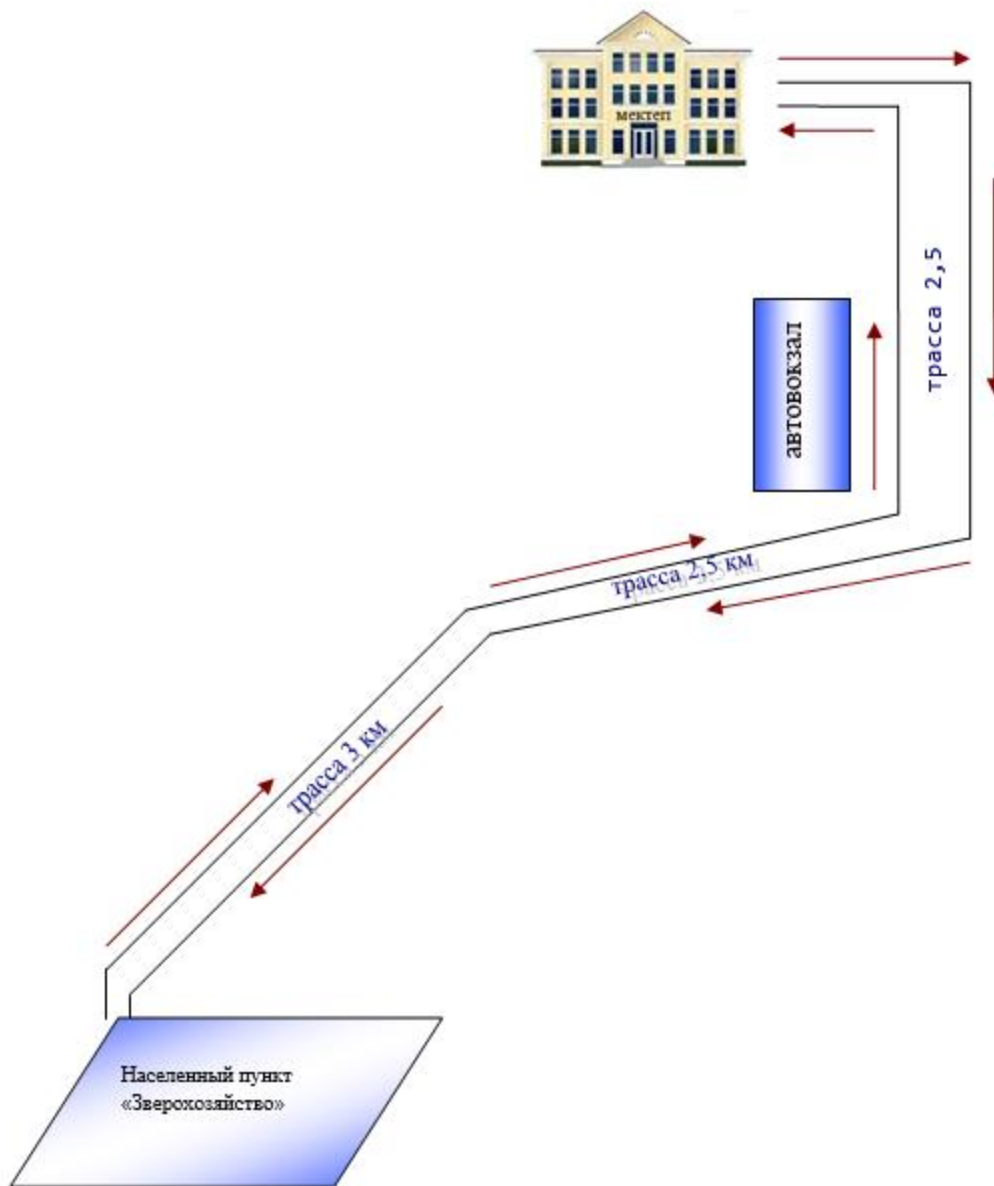 мектеп
трасса 2,5
автовокзал
трасса 2,5 км
трасса 3 км
Населенный пункт
«Зверохозяйство»